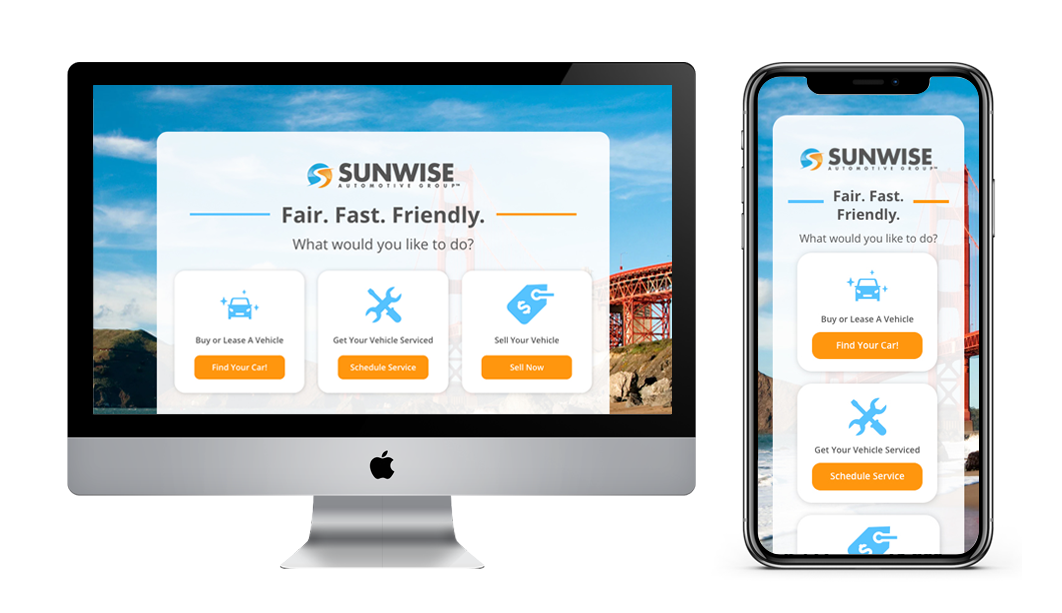 SUNWISE
AUTOMOTIVE GROUP™
Fair. Fast. Friendly.
What would you like to do?
Buy or Lease A Vehicle
Find Your Car!
Get Your Vehicle Serviced
Schedule Service
Sell Your Vehicle
Sell Now
SUNWISE
AUTOMOTIVE GROUP™
Fair. Fast.
Friendly.
What would you like to do?
Buy or Lease A Vehicle
Find Your Car!
Get Your Vehicle Serviced
Schedule Service